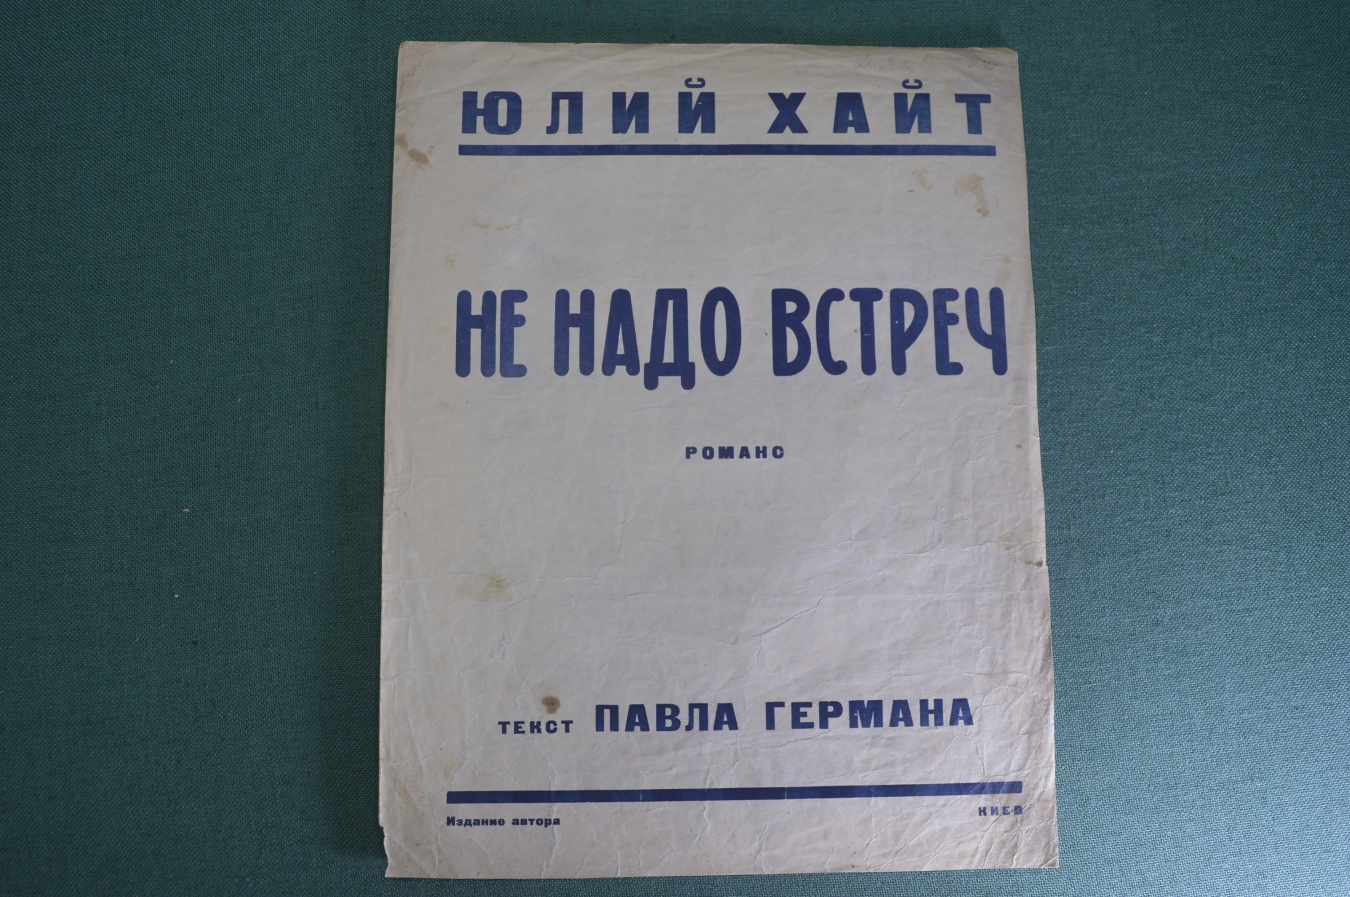 ЮЛИЙ ХАЙТ
НЕ НАДО ВСТРЕЧ
РОМАНС
ТЕКСТ ПАВЛА ГЕРМАНА
Издание автора
КИЕВ